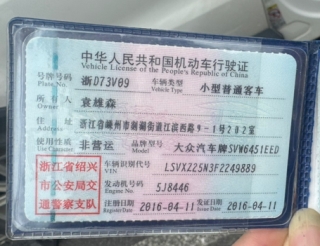 中华人民共和国机动车行驶证
Vehicle License of the People's Republic of China
号牌号码 浙D73V09 车辆类型 小型普通客车
Plate No. Vehicle Type
所有人 袁雄森
住址 浙江省嵊州市剡湖街道江滨西路9-1号202室
使用性质 非营运 品牌型号 大众汽车牌SVW6451EED
浙江省绍兴 车辆识别代号 LSVXZ25N3F2249889
VIN
市公安局交 发动机号码 5J8446
Engine No.
通警察支队 注册日期 2016-04-11 发证日期 2016-04-11
Register Date Issue Date